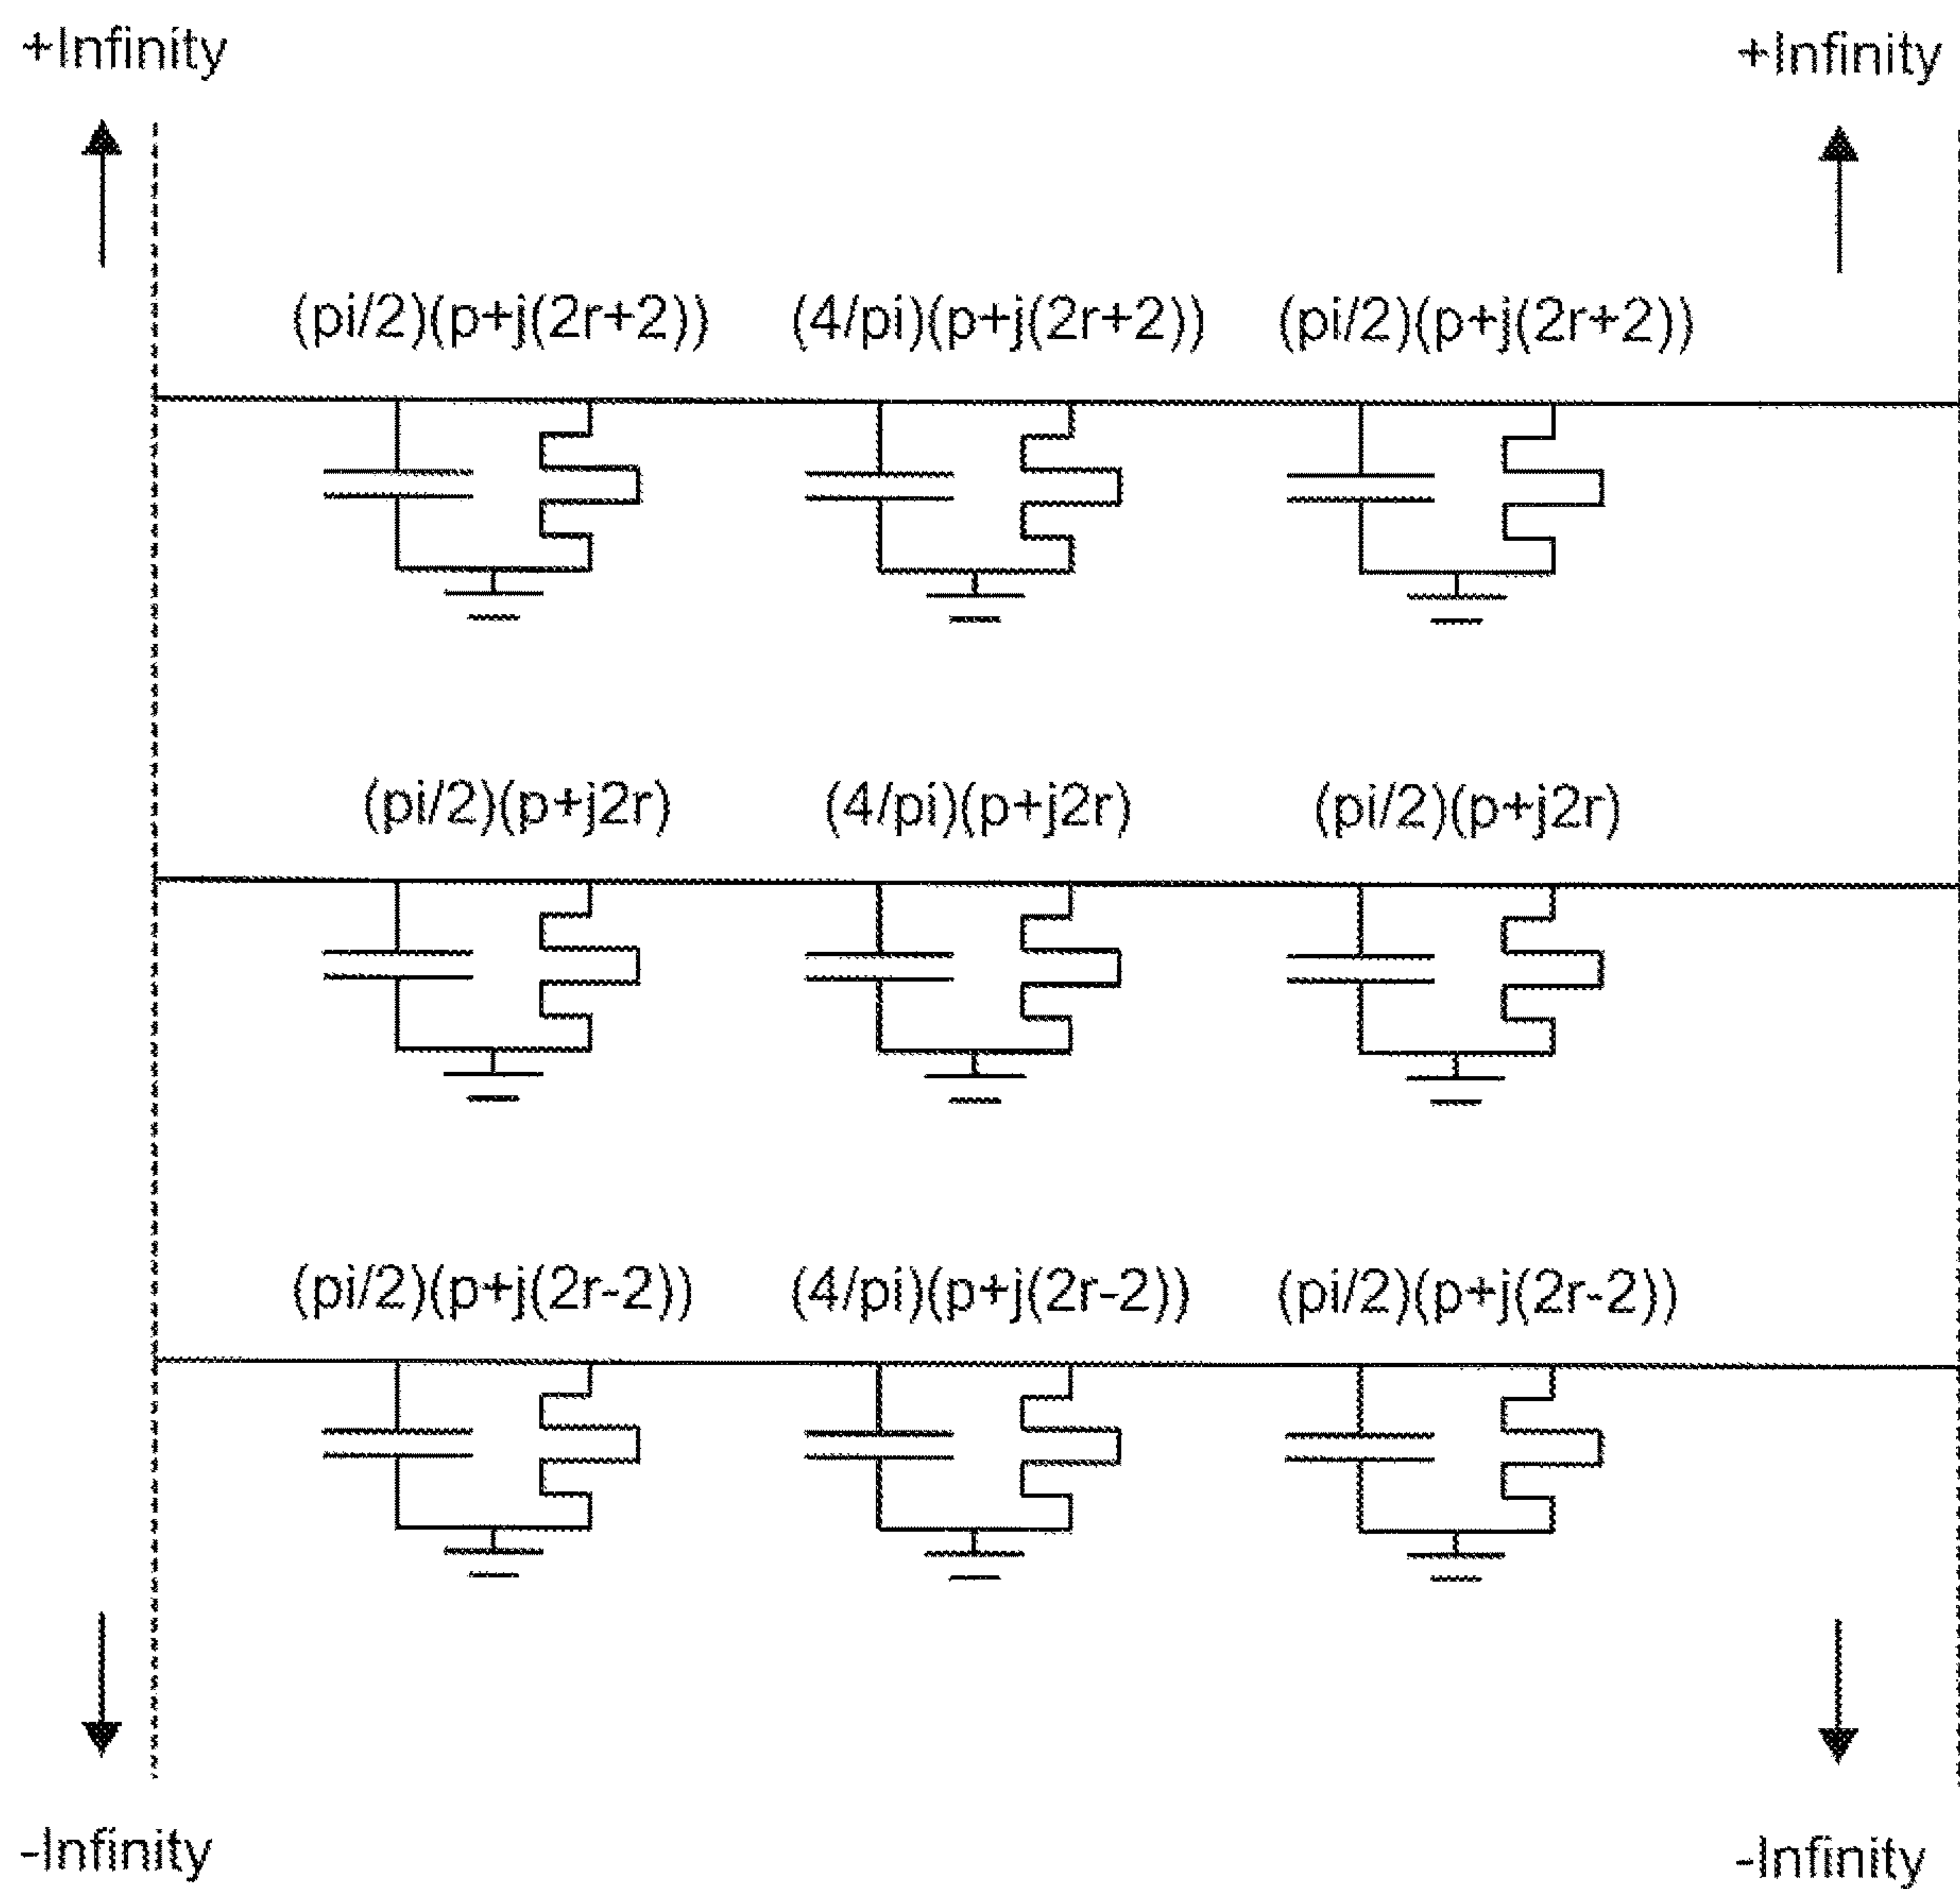 +Infinity +Infinity
(pi/2)(p+j(2r+2)) (4/pi)(p+j(2r+2)) (pi/2)(p+j(2r+2))
(pi/2)(p+j2r) (4/pi)(p+j2r) (pi/2)(p+j2r)
(pi/2)(p+j(2r-2)) (4/pi)(p+j(2r-2)) (pi/2)(p+j(2r-2))
-Infinity -Infinity